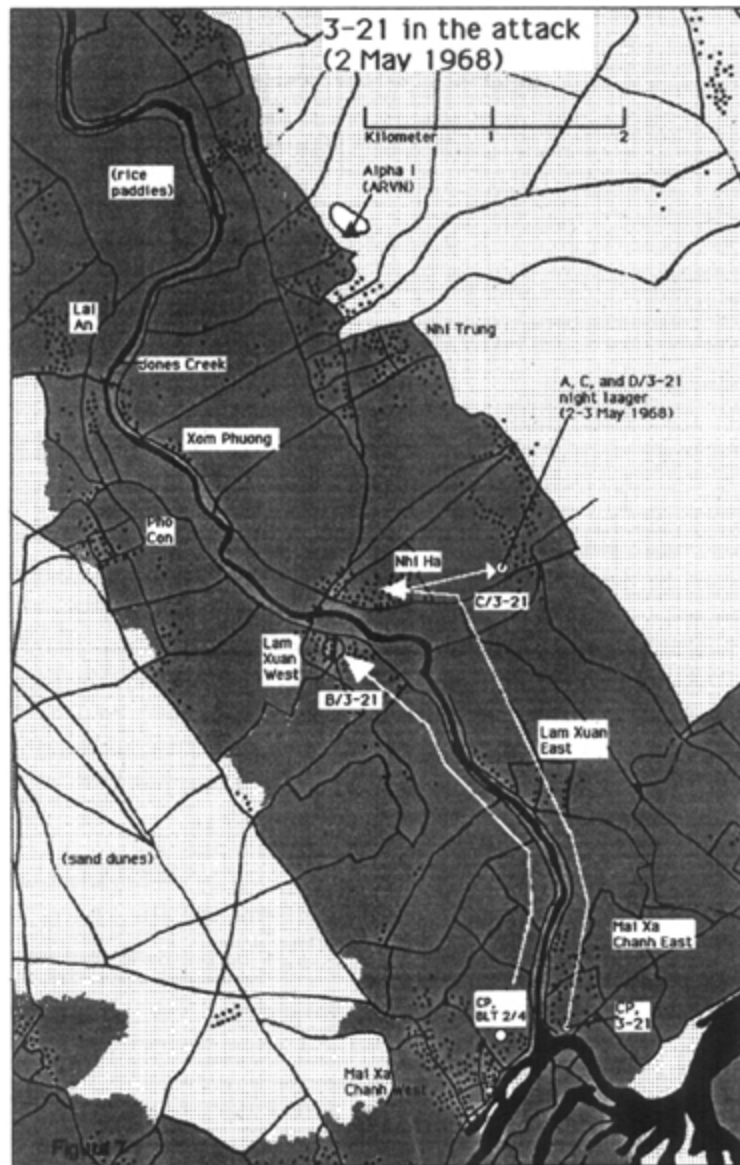 3-21 in the attack
(2 May 1968)
Kilometer 1 2
Alpha 1
(ARVN)
(rice
paddies)
Lai
An
Nhi Trung
Jones Creek
A, C, and D/3-21
night laager
(2-3 May 1968)
Xom Phuong
Pho
Con
Nhi Ha
C/3-21
Lam
Xuan
West
B/3-21
Lam Xuan
East
(sand dunes)
Mai Xa
Chanh East
CP,
BLT 2/4
CP,
3-21
Mai Xa
Chanh West
Figure 7